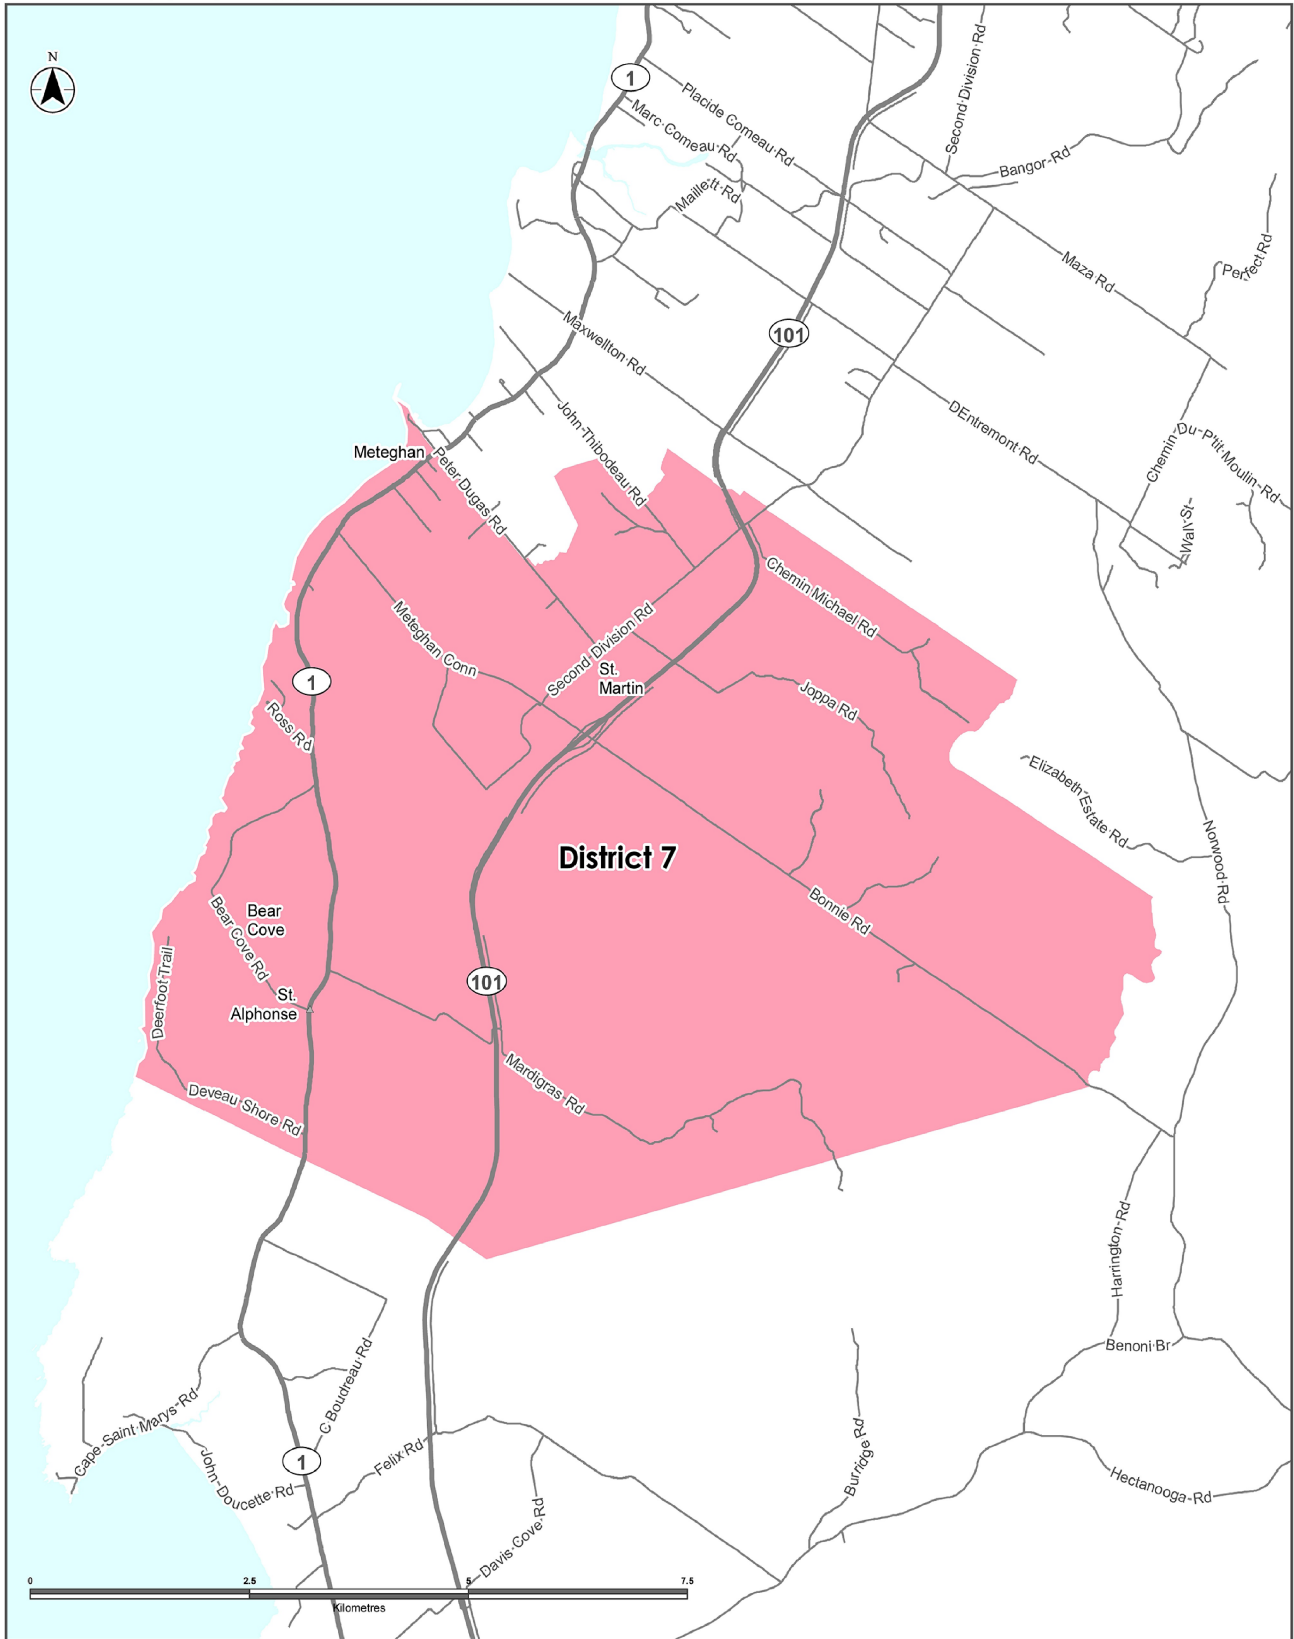 N
1
Placide Comeau Rd
Marc Comeau Rd
Second Division Rd
Bangor Rd
Maillett Rd
Maza Rd
Perfect Rd
Maxwellton Rd
101
John Thibodeau Rd
DEntremont Rd
Chemin Du P'tit Moulin Rd
Wall St
Meteghan
Peter Dugas Rd
Chemin Michael Rd
Meteghan Conn
Second Division Rd
St.
Martin
1
Joppa Rd
Ross Rd
Elizabeth Estate Rd
Norwood Rd
District 7
Bonnie Rd
Bear
Cove
Bear Cove Rd
Deerfoot Trail
101
St.
Alphonse
Mardigras Rd
Deveau Shore Rd
Harrington Rd
Benoni Br
C Boudreau Rd
Cape Saint Marys Rd
Felix Rd
1
John Doucette Rd
Burridge Rd
Hectanooga Rd
Davis Cove Rd
0 2.5 5 7.5
Kilometres